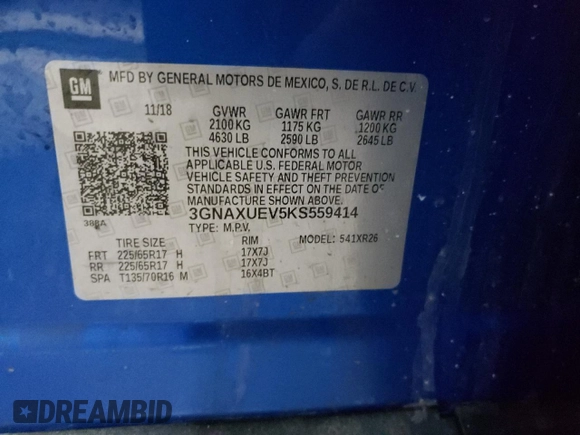 GM
MFD BY GENERAL MOTORS DE MEXICO, S. DE R.L. DE C.V.
11/18 GVWR GAWR FRT GAWR RR
2100 KG 1175 KG 1200 KG
4630 LB 2590 LB 2645 LB
THIS VEHICLE CONFORMS TO ALL
APPLICABLE U.S. FEDERAL MOTOR
VEHICLE SAFETY AND THEFT PREVENTION
STANDARDS IN EFFECT ON THE DATE OF
MANUFACTURE SHOWN ABOVE.
388A 3GNAXUEV5KS559414
TYPE: M.P.V. MODEL: 541XR26
TIRE SIZE RIM
FRT 225/65R17 H 17X7J
RR 225/65R17 H 17X7J
SPA T135/70R16 M 16X4BT
DREAMBID